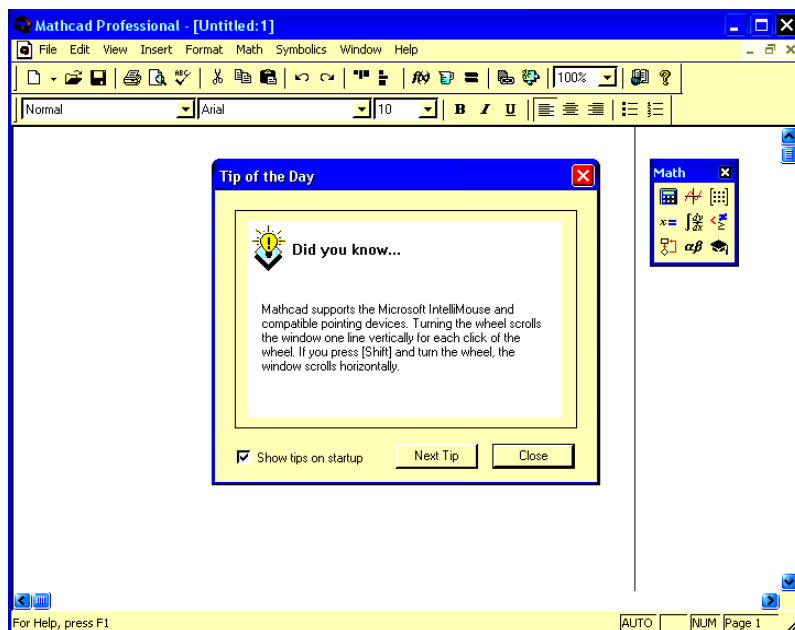 Mathcad Professional - [Untitled:1]
File Edit View Insert Format Math Symbolics Window Help
100%
Normal Arial 10 B I U
Tip of the Day
Math
Did you know...
Mathcad supports the Microsoft IntelliMouse and
compatible pointing devices. Turning the wheel scrolls
the window one line vertically for each click of the
wheel. If you press [Shift] and turn the wheel, the
window scrolls horizontally.
Show tips on startup Next Tip Close
For Help, press F1 AUTO NUM Page 1